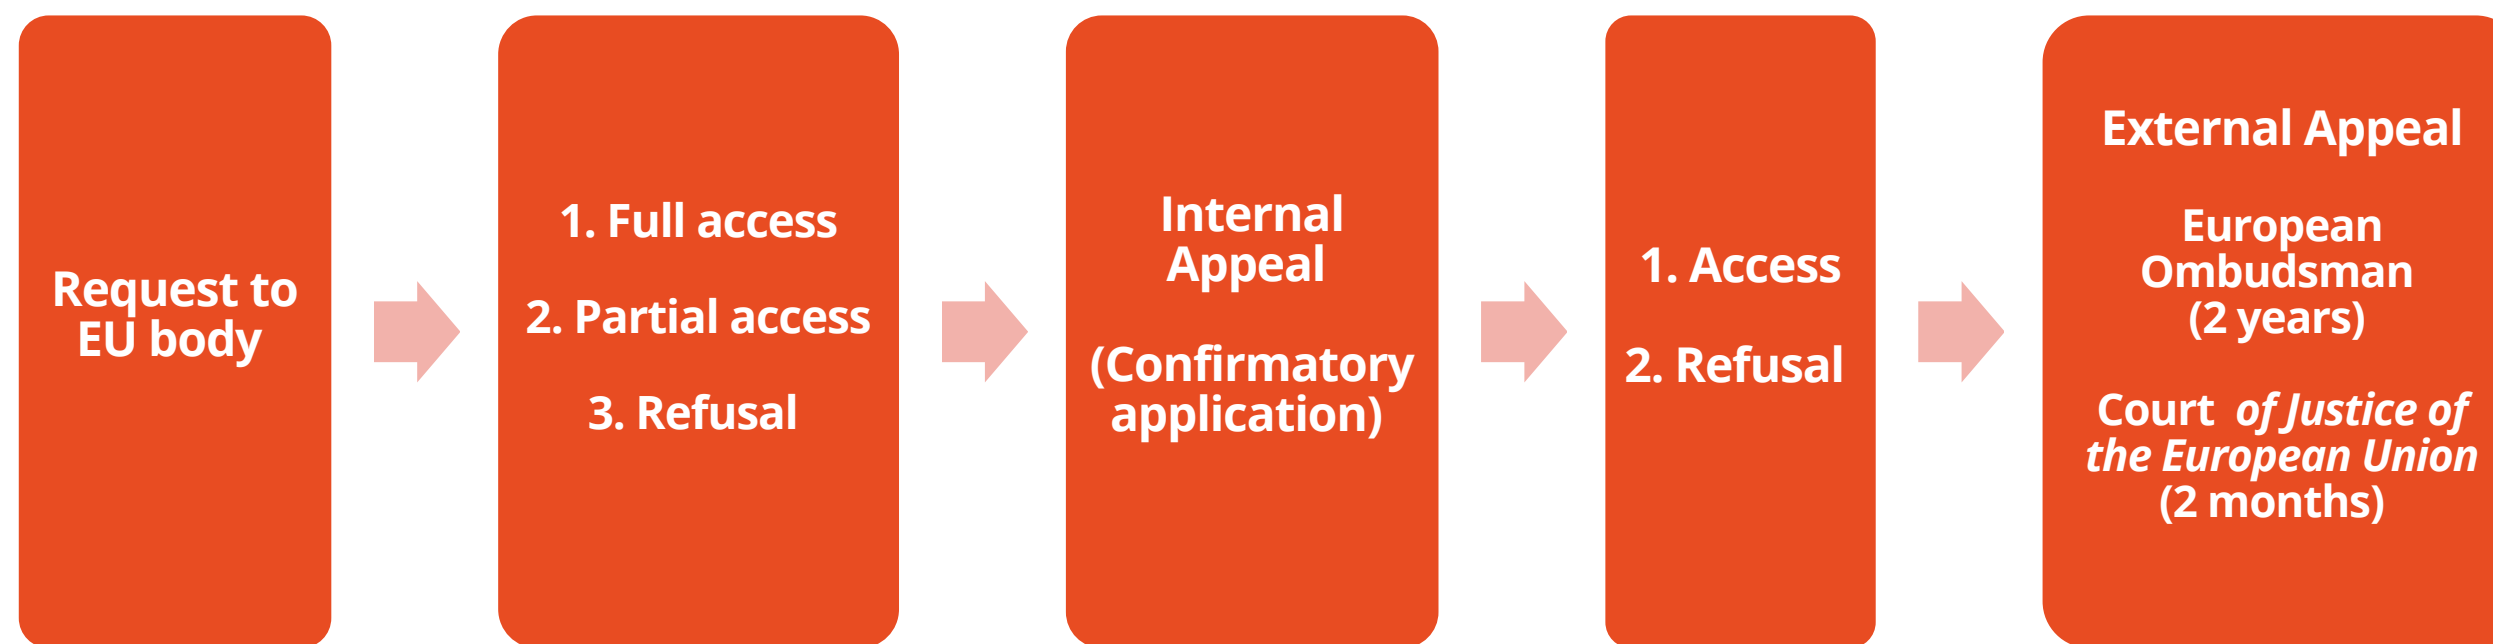 Request to
EU body
1. Full access
2. Partial access
3. Refusal
Internal
Appeal
(Confirmatory
application)
1. Access
2. Refusal
External Appeal
European
Ombudsman
(2 years)
Court of Justice of
the European Union
(2 months)